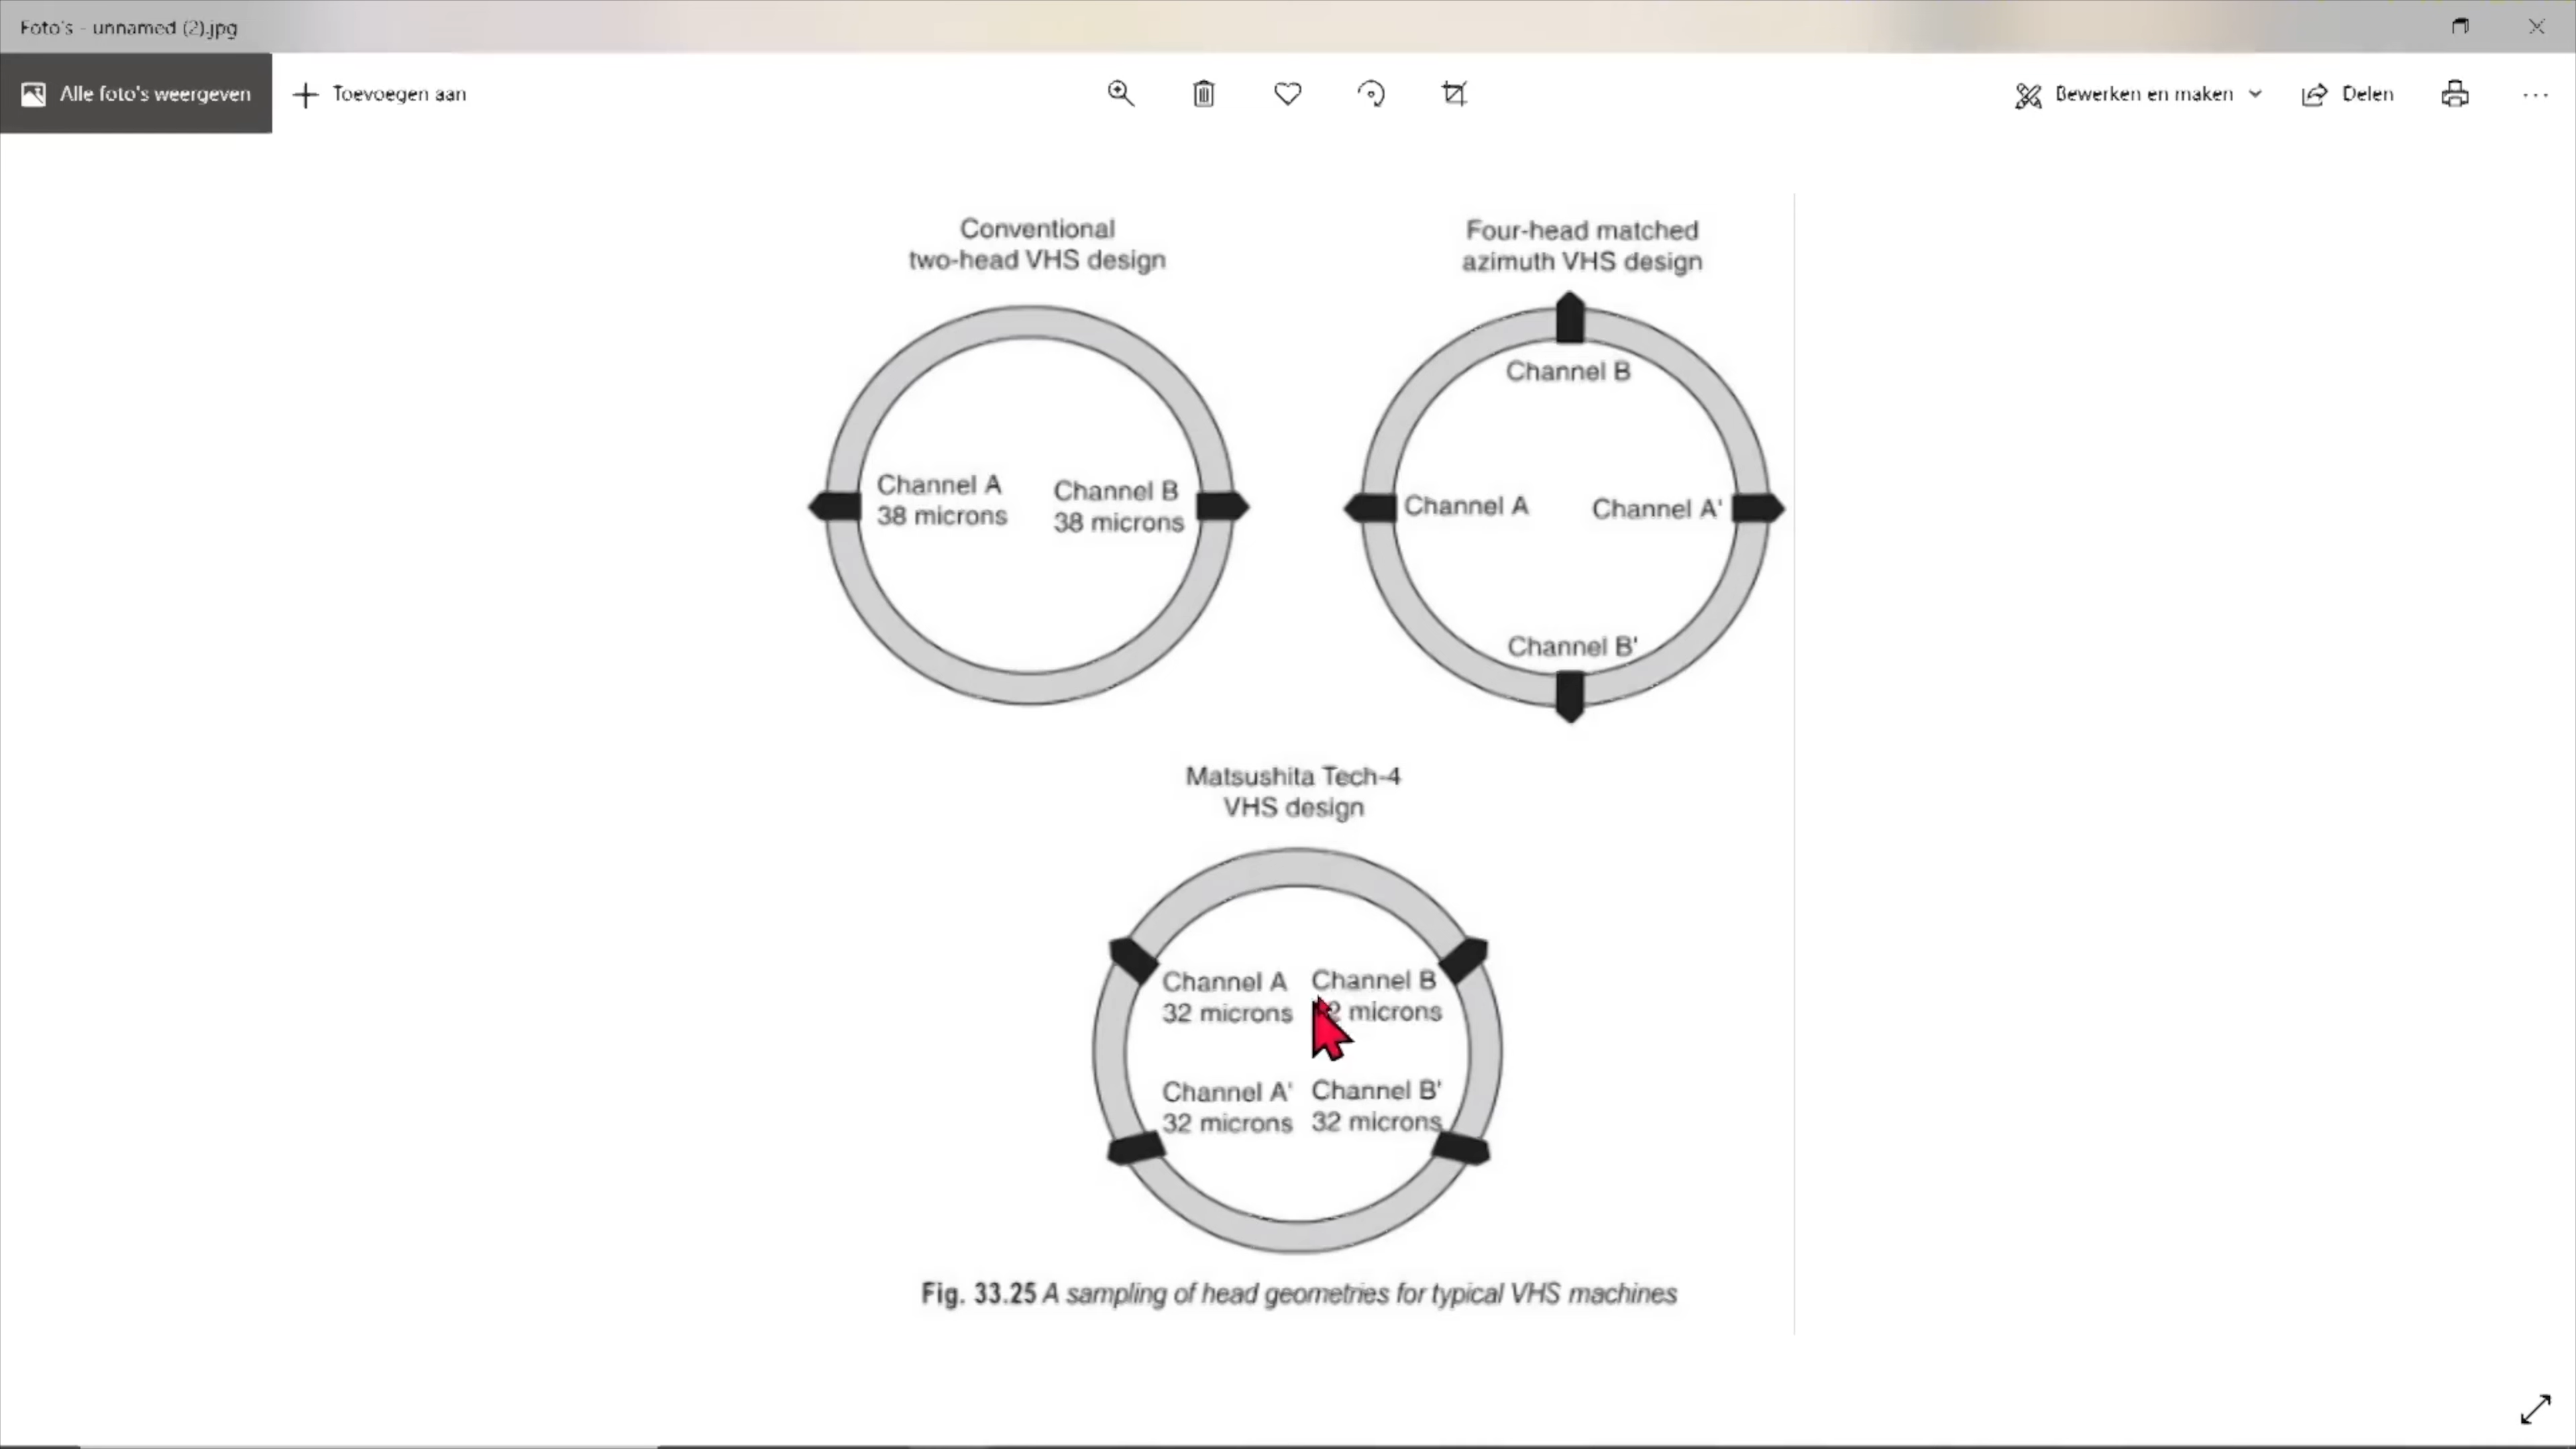 Foto's - unnamed (2).jpg
Alle foto's weergeven
Toevoegen aan
Bewerken en maken
Delen
Conventional
two-head VHS design
Channel A
38 microns
Channel B
38 microns
Four-head matched
azimuth VHS design
Channel B
Channel A
Channel A'
Channel B'
Matsushita Tech-4
VHS design
Channel A
32 microns
Channel B
2 microns
Channel A'
32 microns
Channel B'
32 microns
Fig. 33.25 A sampling of head geometries for typical VHS machines